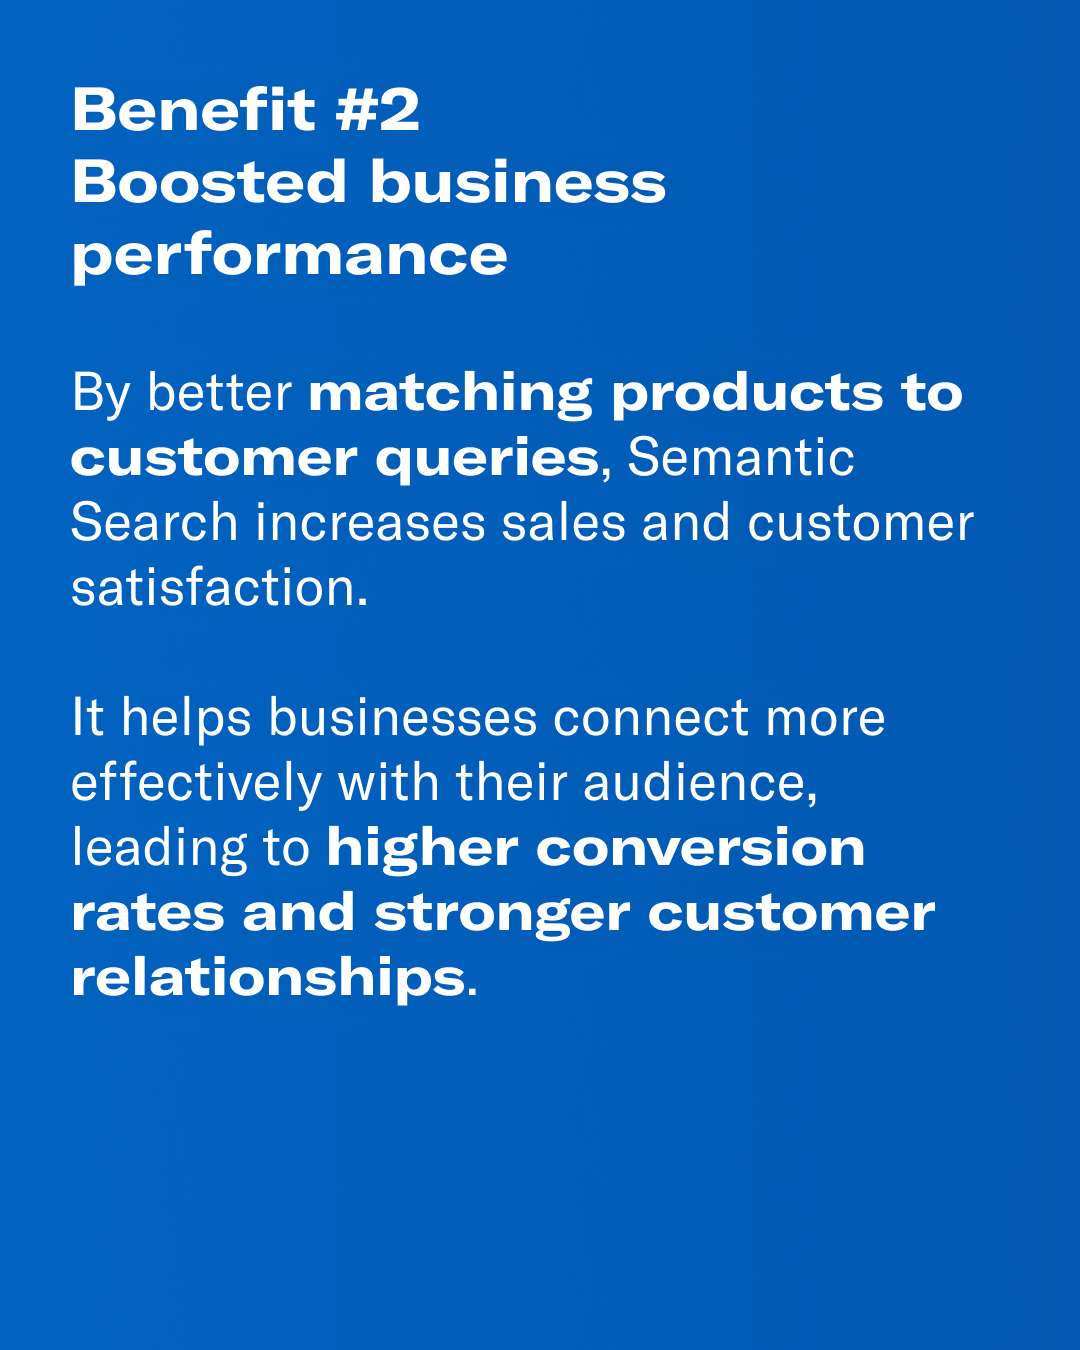 Benefit #2
Boosted business
performance
By better matching products to
customer queries, Semantic
Search increases sales and customer
satisfaction.
It helps businesses connect more
effectively with their audience,
leading to higher conversion
rates and stronger customer
relationships.